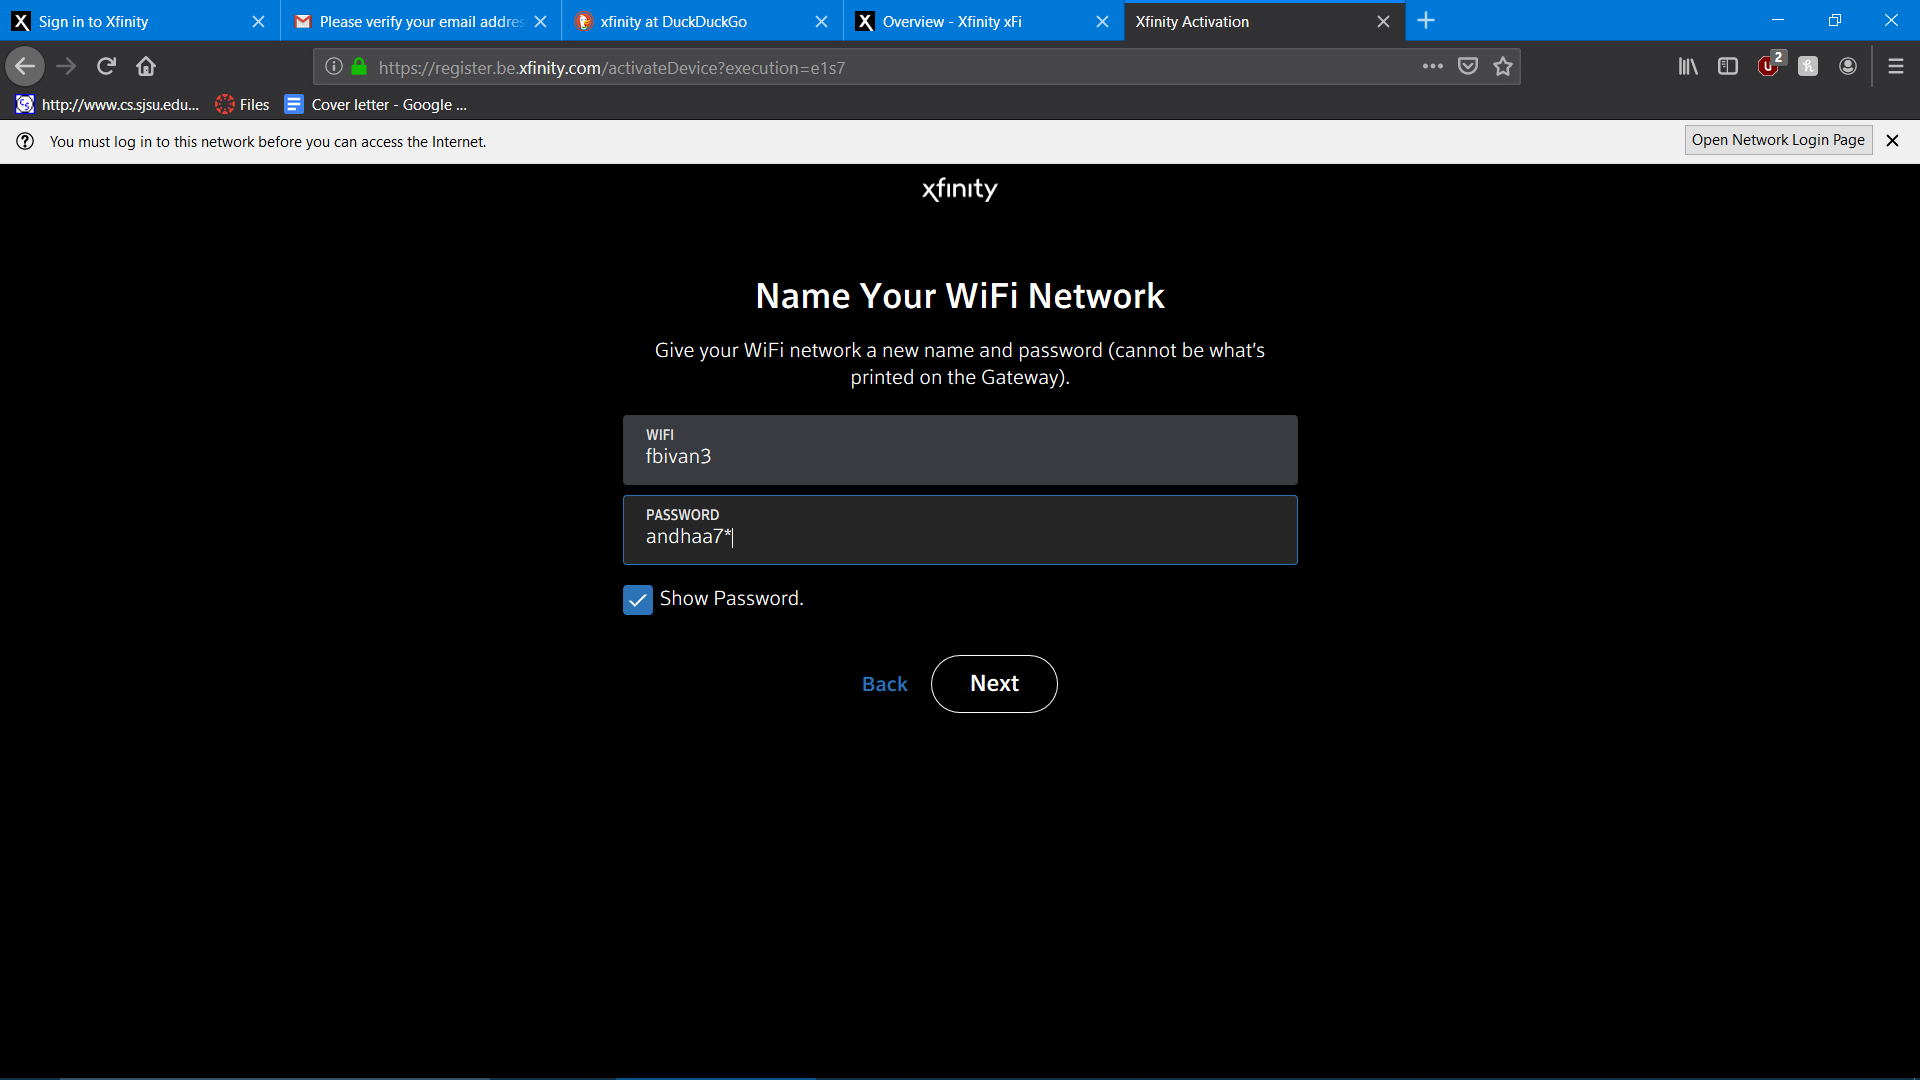 Sign in to Xfinity
Please verify your email addres
xfinity at DuckDuckGo
Overview - Xfinity xFi
Xfinity Activation
https://register.be.xfinity.com/activateDevice?execution=e1s7
2
http://www.cs.sjsu.edu...
Files
Cover letter - Google ...
You must log in to this network before you can access the Internet.
Open Network Login Page
xfinity
Name Your WiFi Network
Give your WiFi network a new name and password (cannot be what's
printed on the Gateway).
WIFI
fbivan3
PASSWORD
andhaa7*
Show Password.
Back
Next